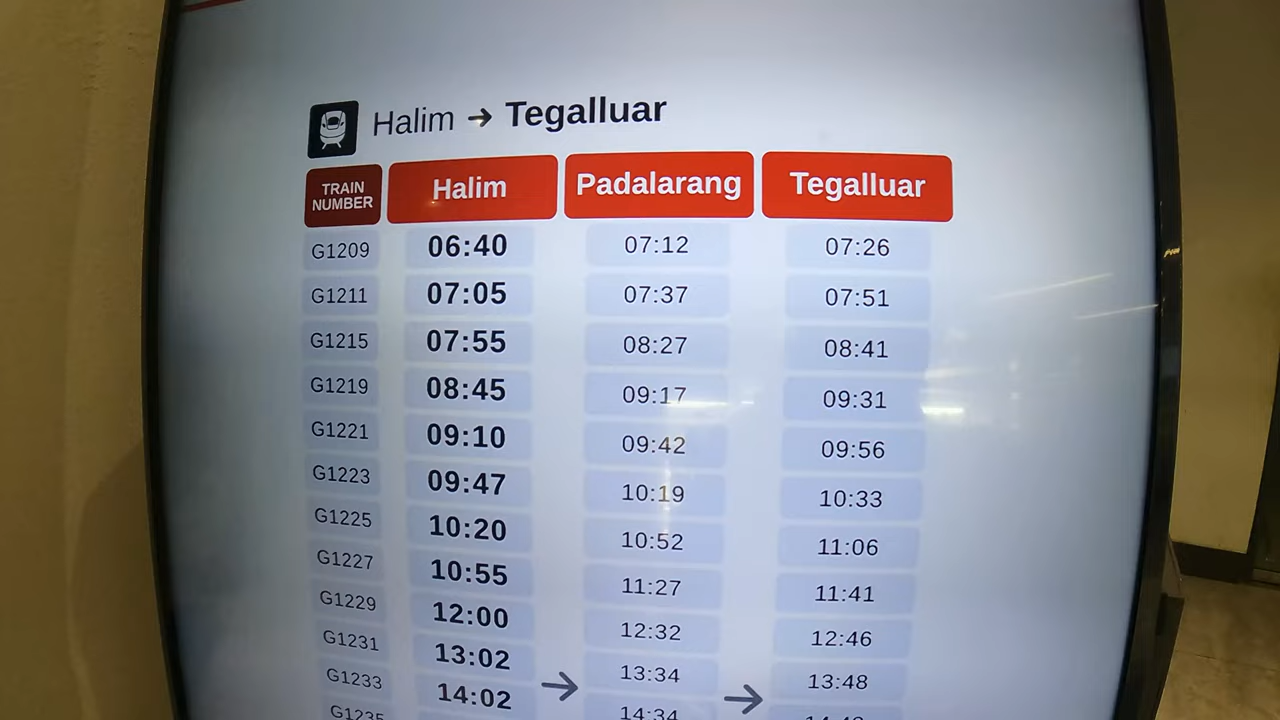 Halim → Tegalluar
TRAIN NUMBER Halim Padalarang Tegalluar
G1209 06:40 07:12 07:26
G1211 07:05 07:37 07:51
G1215 07:55 08:27 08:41
G1219 08:45 09:17 09:31
G1221 09:10 09:42 09:56
G1223 09:47 10:19 10:33
G1225 10:20 10:52 11:06
G1227 10:55 11:27 11:41
G1229 12:00 12:32 12:46
G1231 13:02 13:34 13:48
G1233 14:02 → 14:34 →
G1235